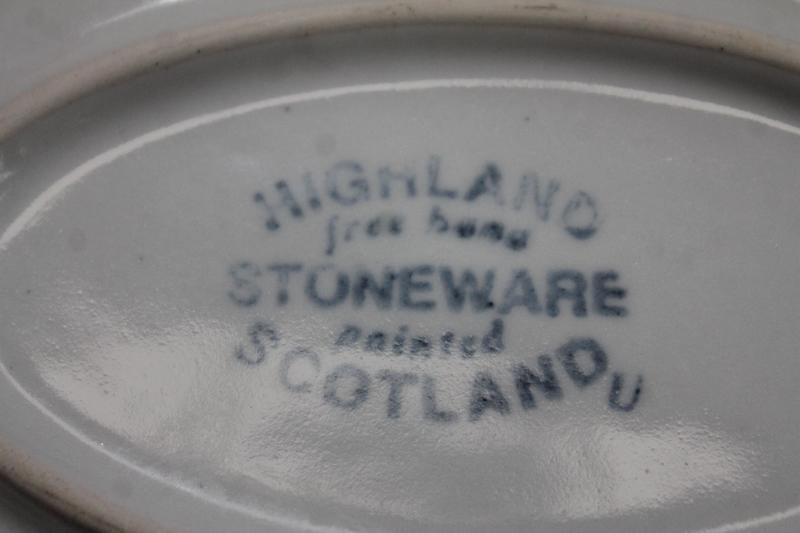 HIGHLAND
free hand
STONEWARE
painted
SCOTLAND U